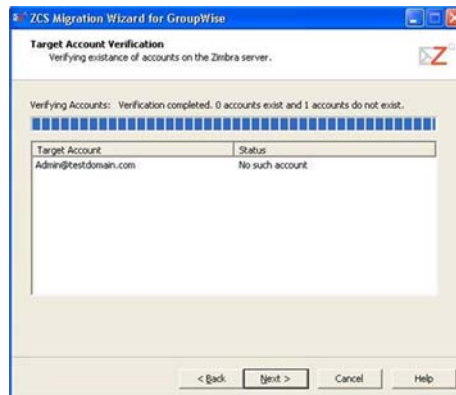 ZCS Migration Wizard for GroupWise
Target Account Verification
Verifying existance of accounts on the Zimbra server.
Z
Verifying Accounts: Verification completed. 0 accounts exist and 1 accounts do not exist.
Target Account Status
Admin@testdomain.com No such account
< Back Next > Cancel Help